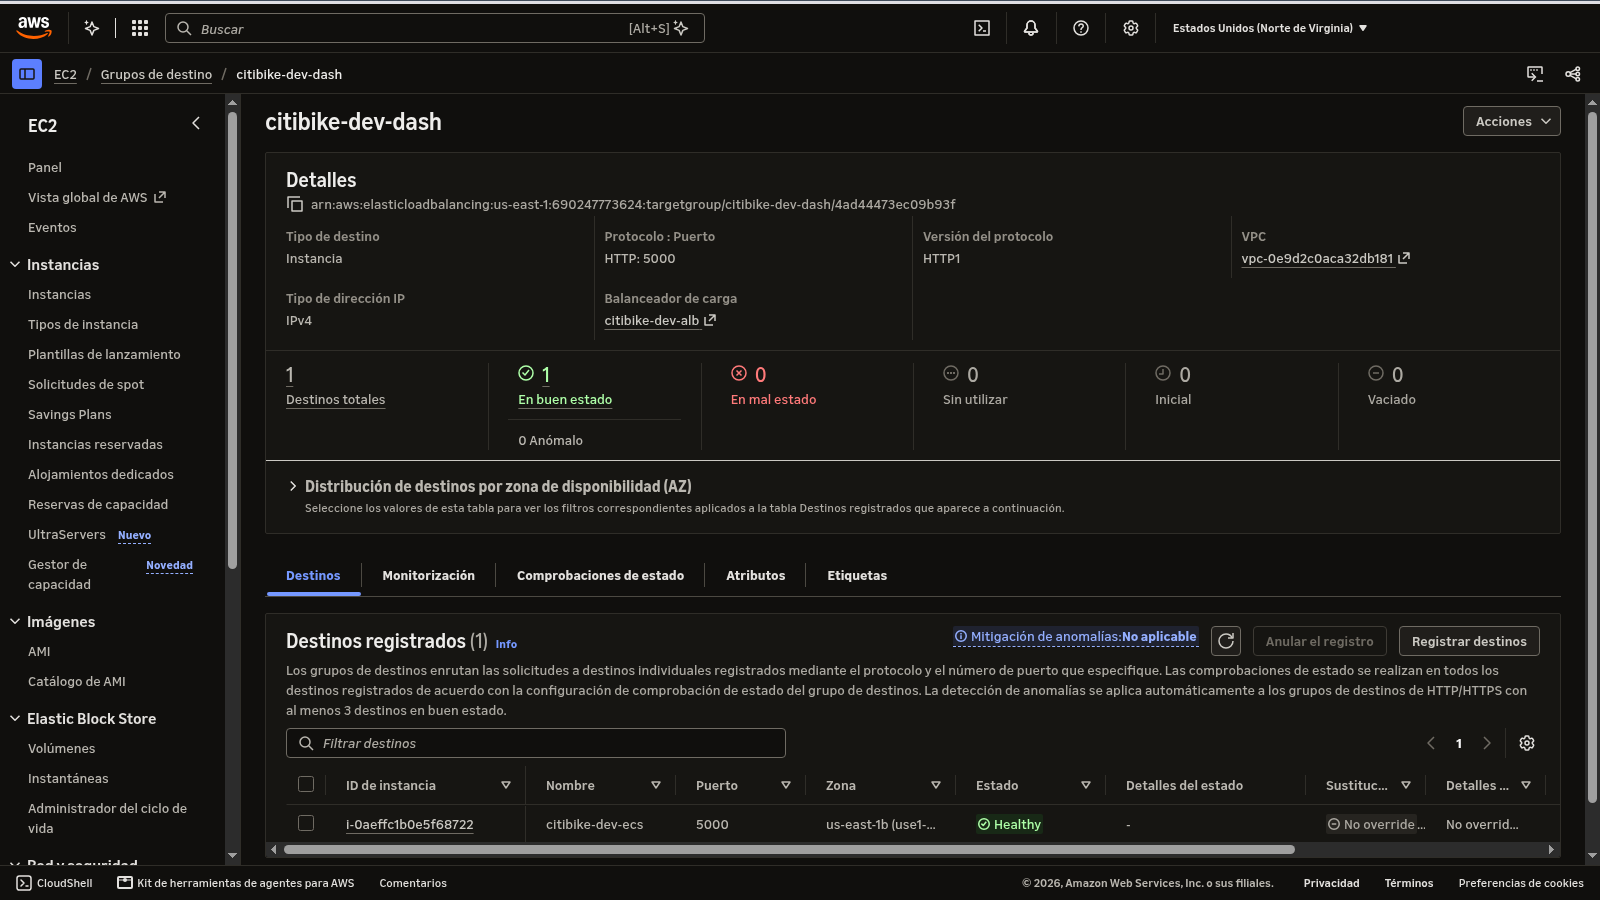 aws
Buscar
[Alt+S]
Estados Unidos (Norte de Virginia)
EC2 / Grupos de destino / citibike-dev-dash
EC2
Panel
Vista global de AWS
Eventos
Instancias
Instancias
Tipos de instancia
Plantillas de lanzamiento
Solicitudes de spot
Savings Plans
Instancias reservadas
Alojamientos dedicados
Reservas de capacidad
UltraServers Nuevo
Gestor de Novedad
capacidad
Imágenes
AMI
Catálogo de AMI
Elastic Block Store
Volúmenes
Instantáneas
Administrador del ciclo de
vida
Red y seguridad
citibike-dev-dash
Acciones
Detalles
arn:aws:elasticloadbalancing:us-east-1:690247773624:targetgroup/citibike-dev-dash/4ad44473ec09b93f
Tipo de destino
Instancia
Protocolo : Puerto
HTTP: 5000
Versión del protocolo
HTTP1
VPC
vpc-0e9d2c0aca32db181
Tipo de dirección IP
IPv4
Balanceador de carga
citibike-dev-alb
1
Destinos totales
1
En buen estado
0 Anómalo
0
En mal estado
0
Sin utilizar
0
Inicial
0
Vaciado
Distribución de destinos por zona de disponibilidad (AZ)
Seleccione los valores de esta tabla para ver los filtros correspondientes aplicados a la tabla Destinos registrados que aparece a continuación.
Destinos Monitorización Comprobaciones de estado Atributos Etiquetas
Destinos registrados (1) Info
Mitigación de anomalías:No aplicable
Anular el registro
Registrar destinos
Los grupos de destinos enrutan las solicitudes a destinos individuales registrados mediante el protocolo y el número de puerto que especifique. Las comprobaciones de estado se realizan en todos los
destinos registrados de acuerdo con la configuración de comprobación de estado del grupo de destinos. La detección de anomalías se aplica automáticamente a los grupos de destinos de HTTP/HTTPS con
al menos 3 destinos en buen estado.
Filtrar destinos
1
ID de instancia Nombre Puerto Zona Estado Detalles del estado Sustituc... Detalles ...
i-0aeffc1b0e5f68722 citibike-dev-ecs 5000 us-east-1b (use1-... Healthy - No override ... No overrid...
CloudShell Kit de herramientas de agentes para AWS Comentarios
© 2026, Amazon Web Services, Inc. o sus filiales. Privacidad Términos Preferencias de cookies